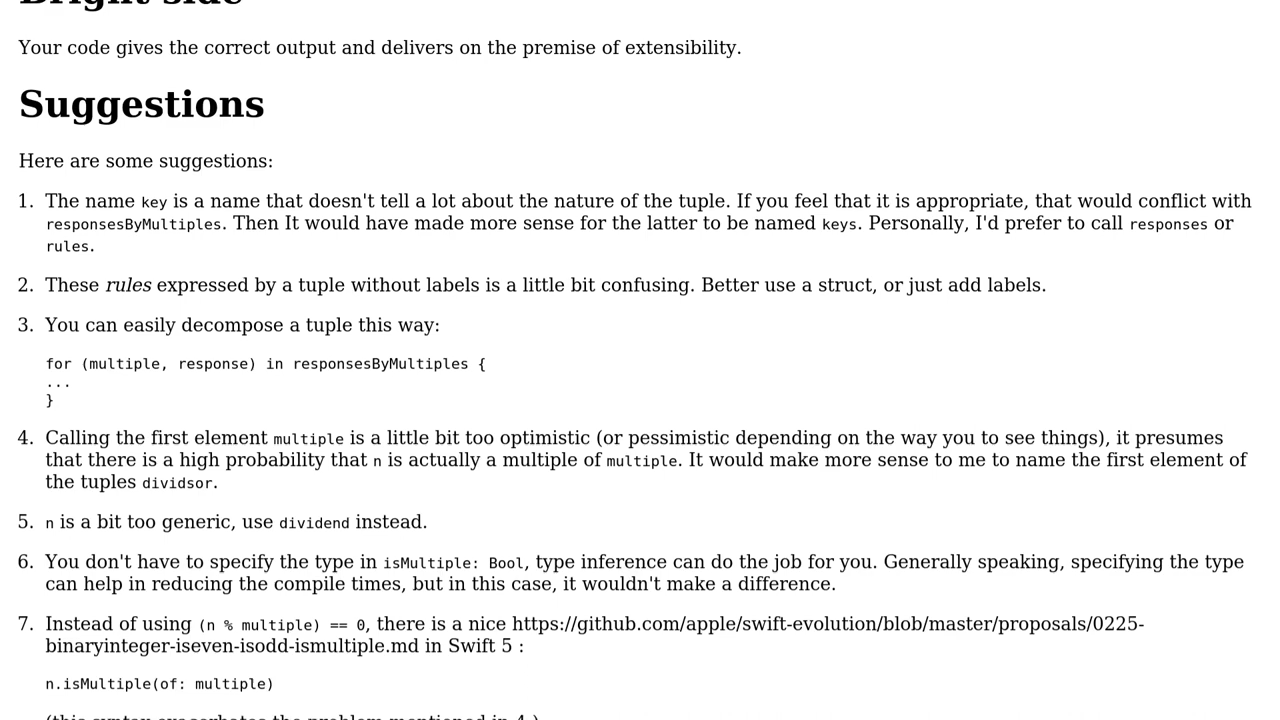 Bright side
Your code gives the correct output and delivers on the premise of extensibility.
Suggestions
Here are some suggestions:
1. The name key is a name that doesn't tell a lot about the nature of the tuple. If you feel that it is appropriate, that would conflict with
responsesByMultiples. Then It would have made more sense for the latter to be named keys. Personally, I'd prefer to call responses or
rules.
2. These rules expressed by a tuple without labels is a little bit confusing. Better use a struct, or just add labels.
3. You can easily decompose a tuple this way:
for (multiple, response) in responsesByMultiples {
...
}
4. Calling the first element multiple is a little bit too optimistic (or pessimistic depending on the way you to see things), it presumes
that there is a high probability that n is actually a multiple of multiple. It would make more sense to me to name the first element of
the tuples dividsor.
5. n is a bit too generic, use dividend instead.
6. You don't have to specify the type in isMultiple: Bool, type inference can do the job for you. Generally speaking, specifying the type
can help in reducing the compile times, but in this case, it wouldn't make a difference.
7. Instead of using (n % multiple) == 0, there is a nice https://github.com/apple/swift-evolution/blob/master/proposals/0225-
binaryinteger-iseven-isodd-ismultiple.md in Swift 5 :
n.isMultiple(of: multiple)
(this syntax exacerbates the problem mentioned in 4.)